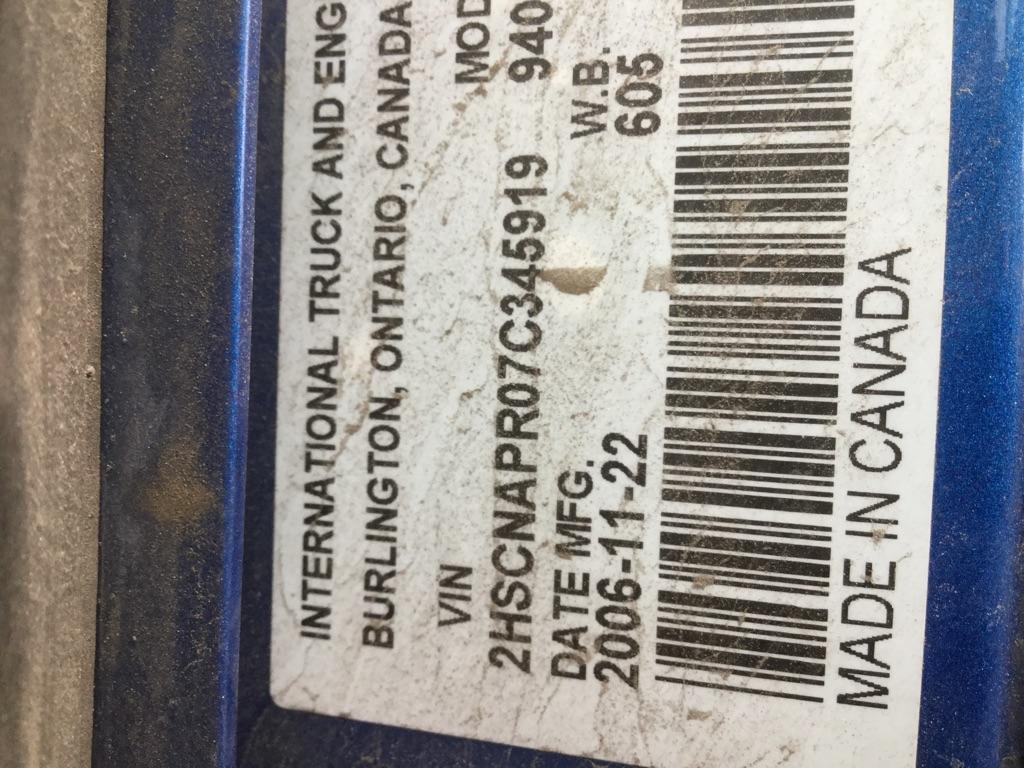 INTERNATIONAL TRUCK AND ENG
BURLINGTON, ONTARIO, CANADA
VIN MOD
2HSCNAPR07C345919 940
DATE MFG. W.B.
2006-11-22 605
MADE IN CANADA